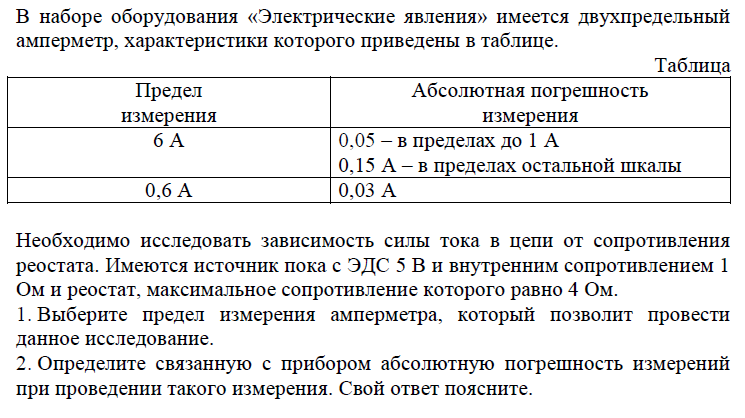 В наборе оборудования «Электрические явления» имеется двухпредельный
амперметр, характеристики которого приведены в таблице.
Таблица
Предел
измерения
Абсолютная погрешность
измерения
6 А
0,05 – в пределах до 1 А
0,15 А – в пределах остальной шкалы
0,6 А
0,03 А
Необходимо исследовать зависимость силы тока в цепи от сопротивления
реостата. Имеются источник пока с ЭДС 5 В и внутренним сопротивлением 1
Ом и реостат, максимальное сопротивление которого равно 4 Ом.
1. Выберите предел измерения амперметра, который позволит провести
данное исследование.
2. Определите связанную с прибором абсолютную погрешность измерений
при проведении такого измерения. Свой ответ поясните.